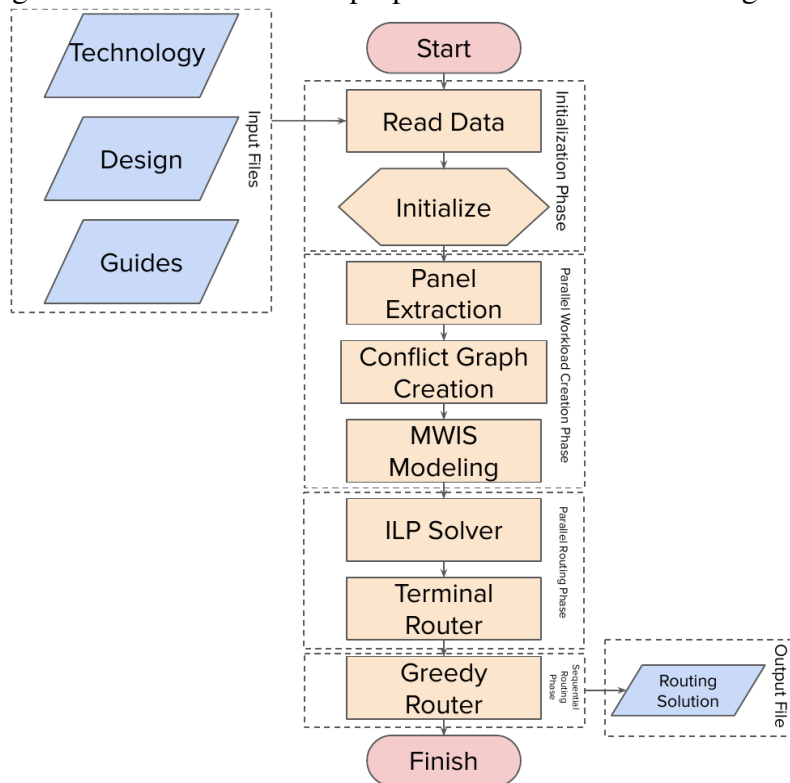 Technology
Design
Guides
Input Files
Start
Read Data
Initialize
Initialization Phase
Panel
Extraction
Conflict Graph
Creation
MWIS
Modeling
Parallel Workload Creation Phase
ILP Solver
Terminal
Router
Parallel Routing Phase
Greedy
Router
Sequential
Routing
Phase
Routing
Solution
Output File
Finish